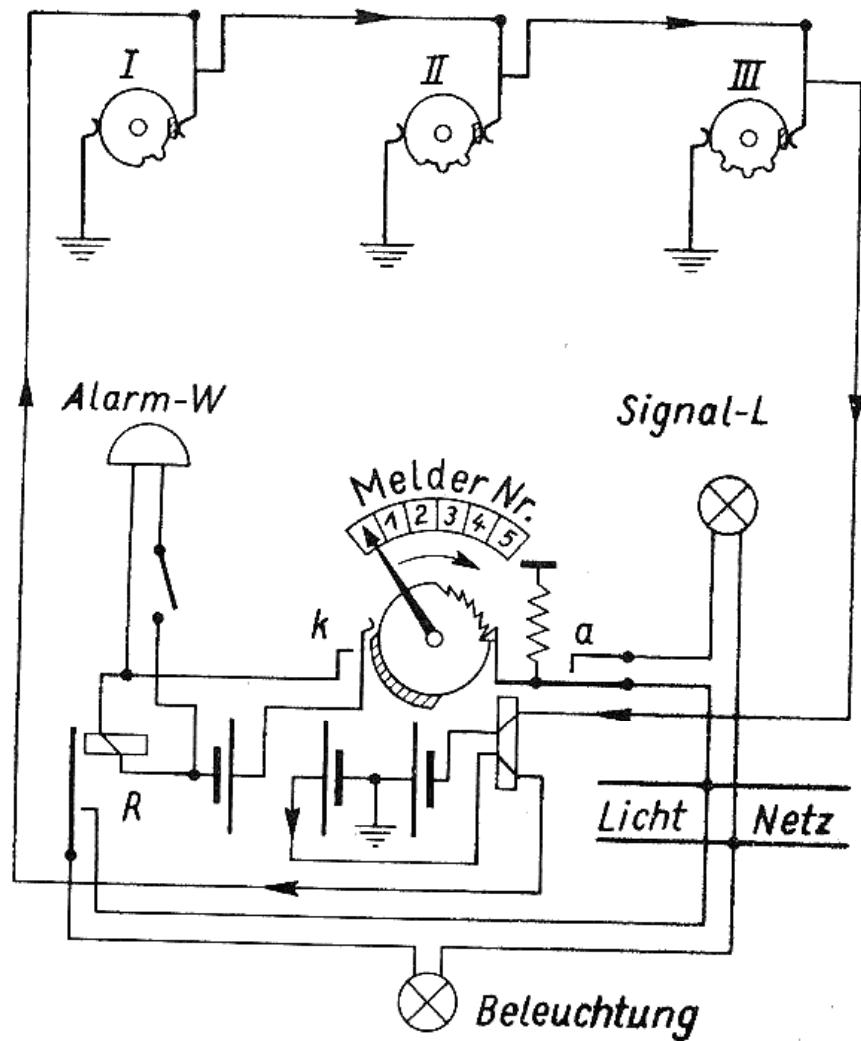 I
II
III
Alarm-W
Signal-L
Melder Nr.
1 2 3 4 5
k
a
R
Licht Netz
Beleuchtung